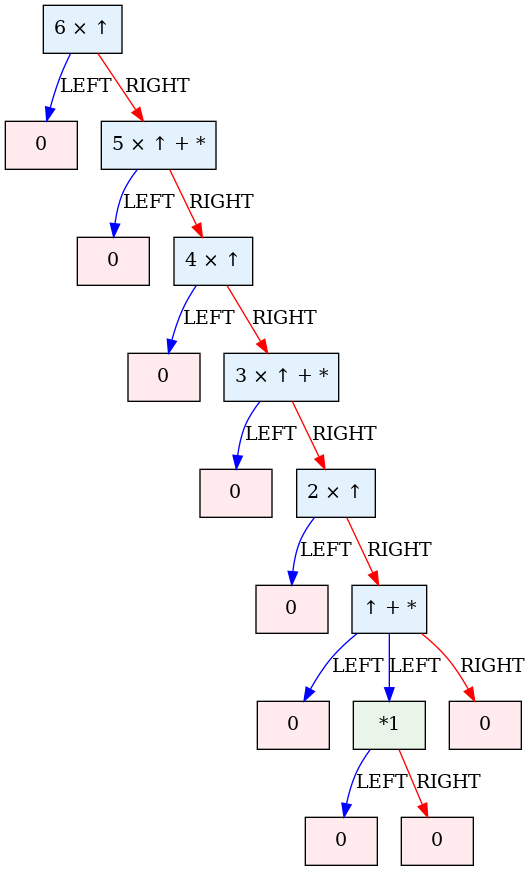 6 × ↑
LEFT
RIGHT
0
5 × ↑ + *
LEFT
RIGHT
0
4 × ↑
LEFT
RIGHT
0
3 × ↑ + *
LEFT
RIGHT
0
2 × ↑
LEFT
RIGHT
0
↑ + *
LEFT
LEFT
RIGHT
0
*1
0
LEFT
RIGHT
0
0